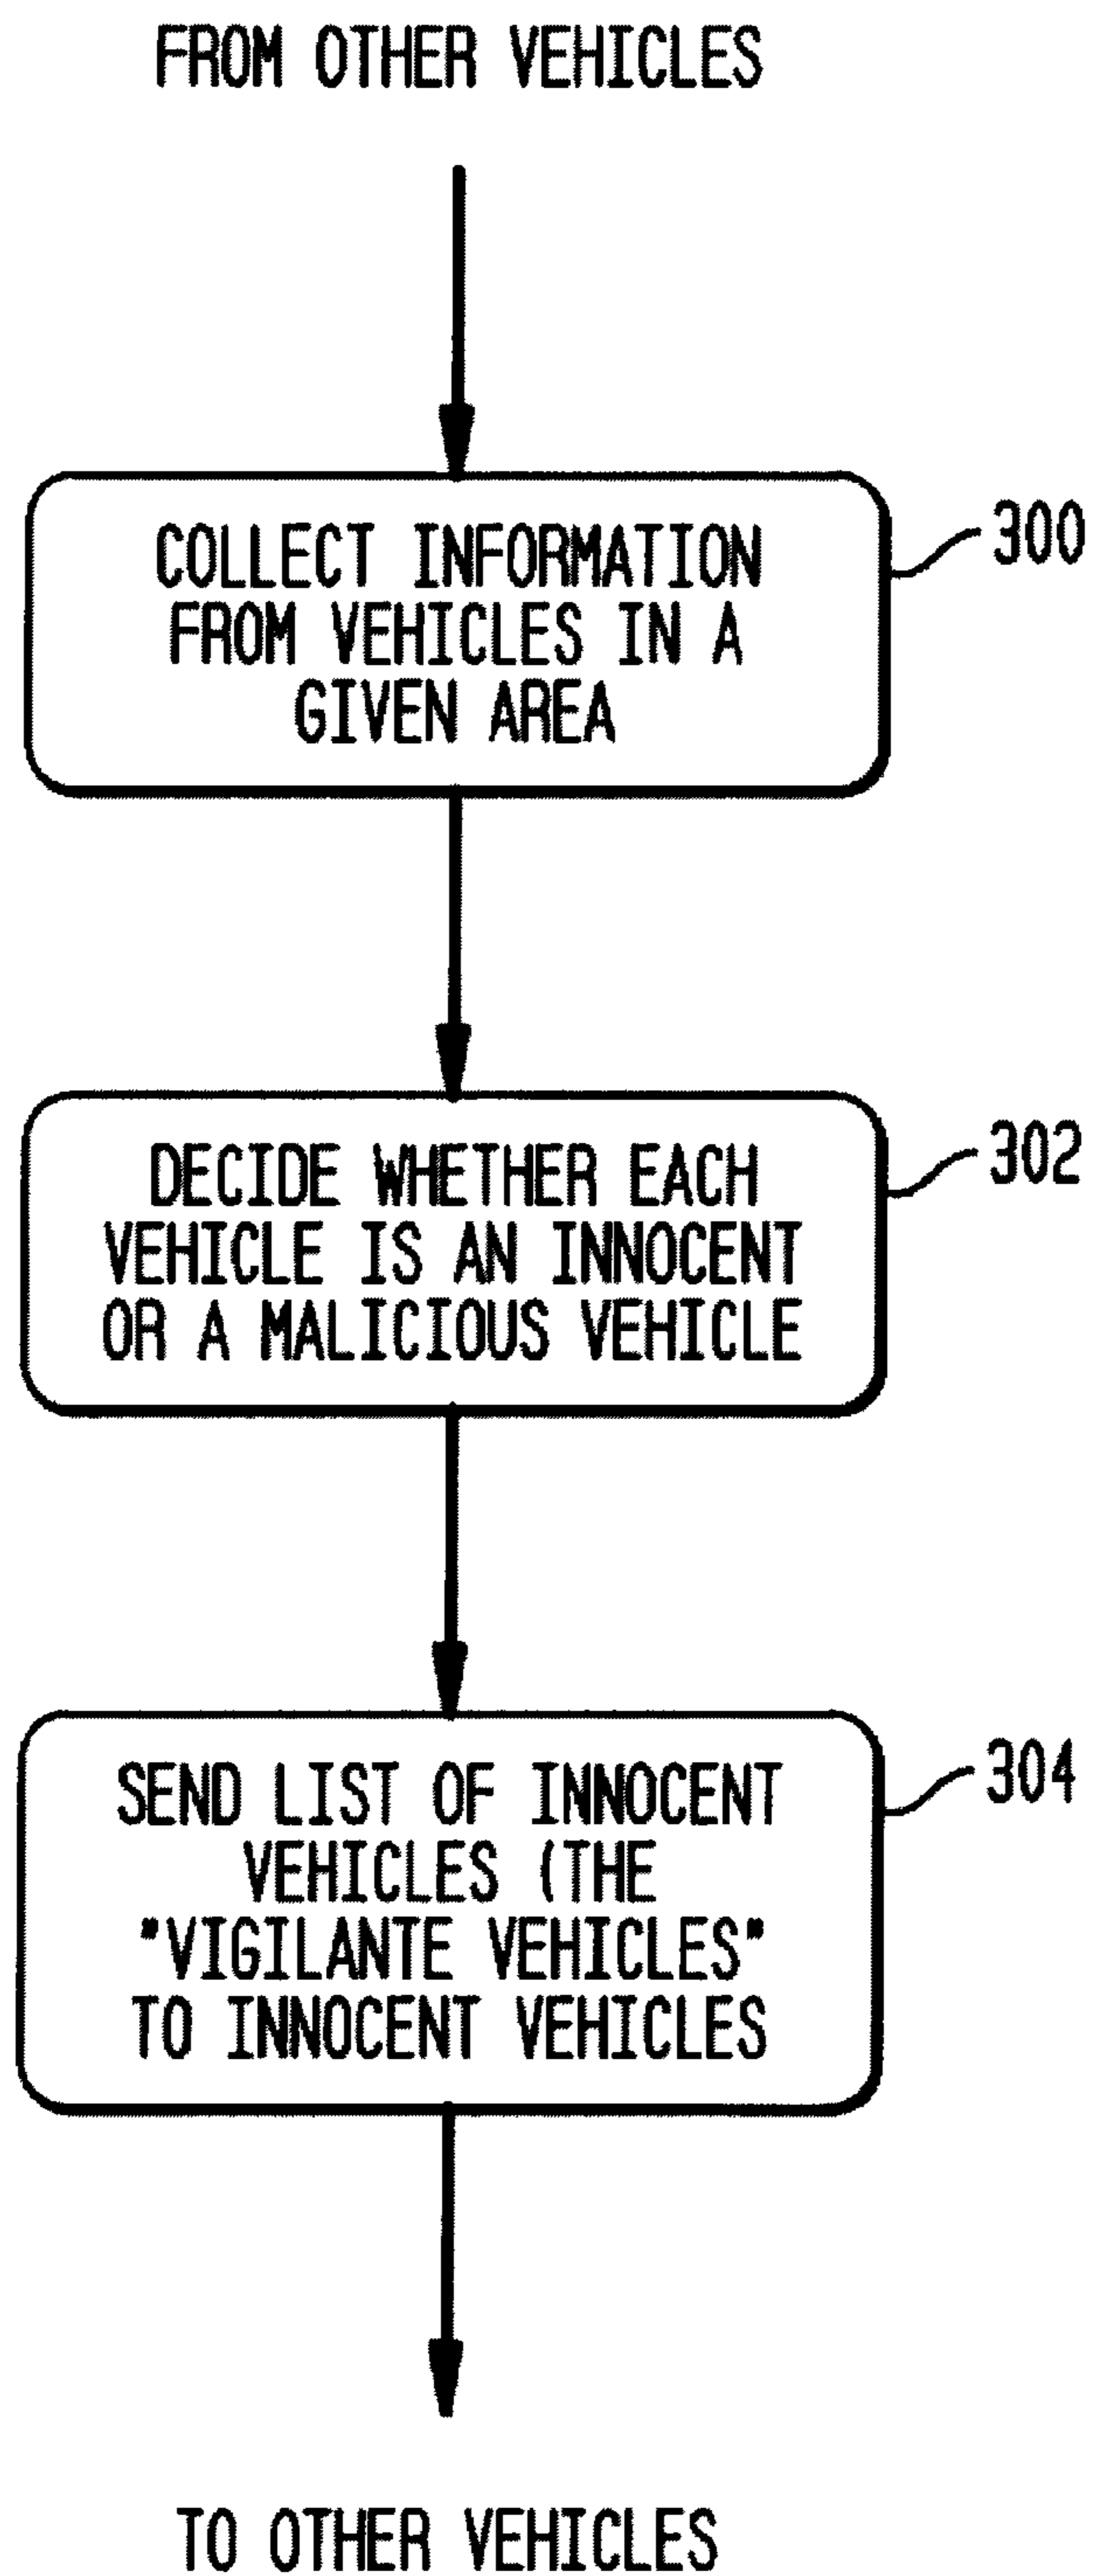 FROM OTHER VEHICLES
COLLECT INFORMATION
FROM VEHICLES IN A
GIVEN AREA
300
DECIDE WHETHER EACH
VEHICLE IS AN INNOCENT
OR A MALICIOUS VEHICLE
302
SEND LIST OF INNOCENT
VEHICLES (THE
"VIGILANTE VEHICLES"
TO INNOCENT VEHICLES
304
TO OTHER VEHICLES